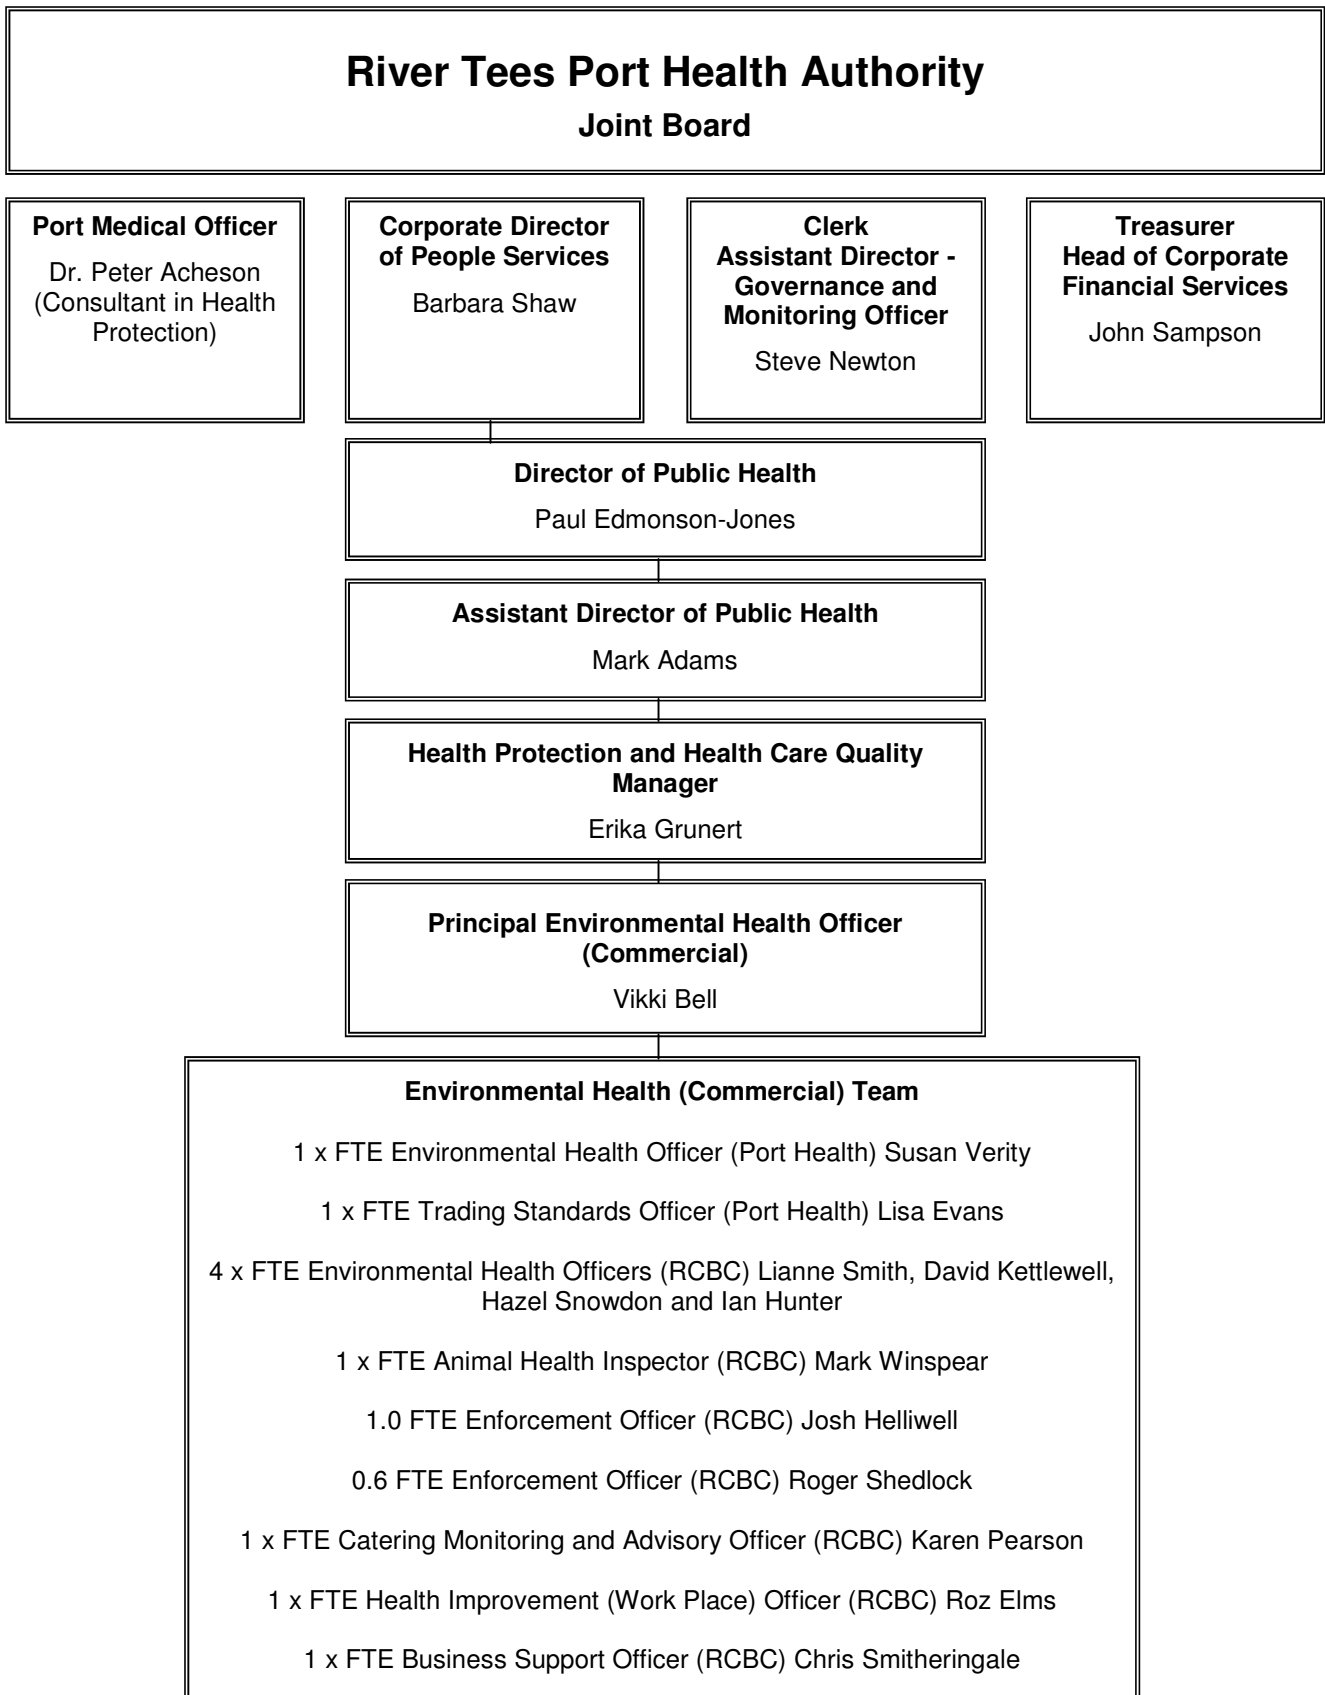 River Tees Port Health Authority
Joint Board
Port Medical Officer
Dr. Peter Acheson
(Consultant in Health
Protection)
Corporate Director
of People Services
Barbara Shaw
Clerk
Assistant Director -
Governance and
Monitoring Officer
Steve Newton
Treasurer
Head of Corporate
Financial Services
John Sampson
Director of Public Health
Paul Edmonson-Jones
Assistant Director of Public Health
Mark Adams
Health Protection and Health Care Quality
Manager
Erika Grunert
Principal Environmental Health Officer
(Commercial)
Vikki Bell
Environmental Health (Commercial) Team
1 x FTE Environmental Health Officer (Port Health) Susan Verity
1 x FTE Trading Standards Officer (Port Health) Lisa Evans
4 x FTE Environmental Health Officers (RCBC) Lianne Smith, David Kettlewell,
Hazel Snowdon and Ian Hunter
1 x FTE Animal Health Inspector (RCBC) Mark Winspear
1.0 FTE Enforcement Officer (RCBC) Josh Helliwell
0.6 FTE Enforcement Officer (RCBC) Roger Shedlock
1 x FTE Catering Monitoring and Advisory Officer (RCBC) Karen Pearson
1 x FTE Health Improvement (Work Place) Officer (RCBC) Roz Elms
1 x FTE Business Support Officer (RCBC) Chris Smitheringale